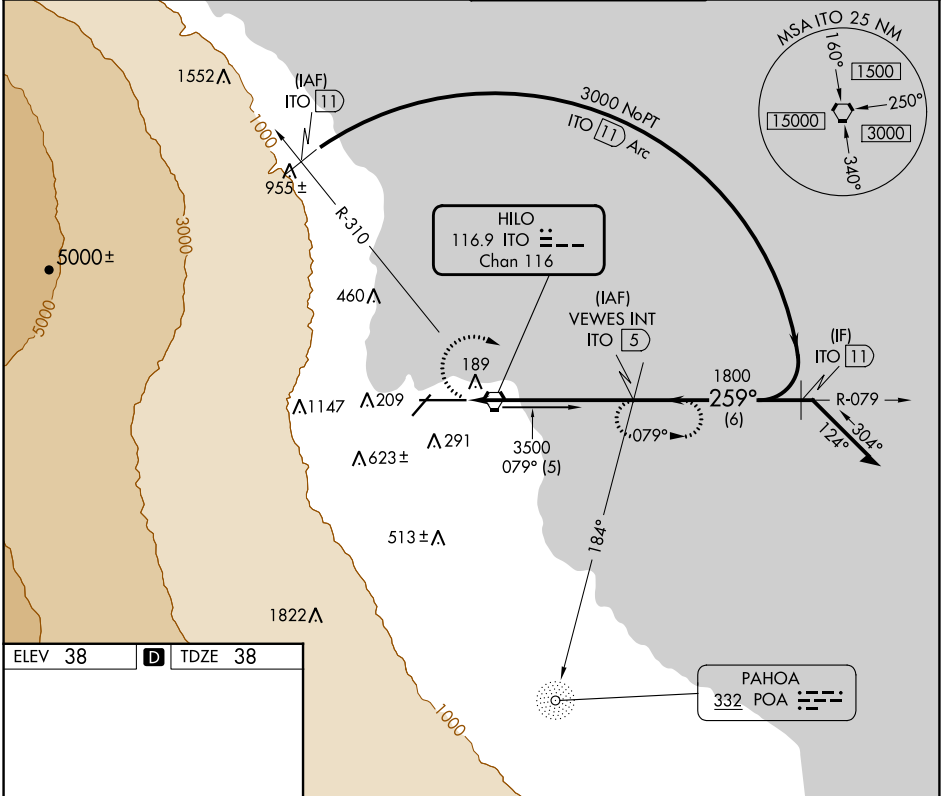 MSA ITO 25 NM
160°
1500
250°
15000
3000
340°
1552
(IAF)
ITO 11
3000 NoPT
ITO 11 Arc
1000
955±
R-310
3000
HILO
116.9 ITO
Chan 116
5000±
5000
460
(IAF)
VEWES INT
ITO 5
(IF)
ITO 11
189
1800
259°
(6)
R-079
1147
209
291
623±
3500
079° (5)
079°
304°
124°
513±
184°
1822
ELEV 38
D
TDZE 38
PAHOA
332 POA
1000